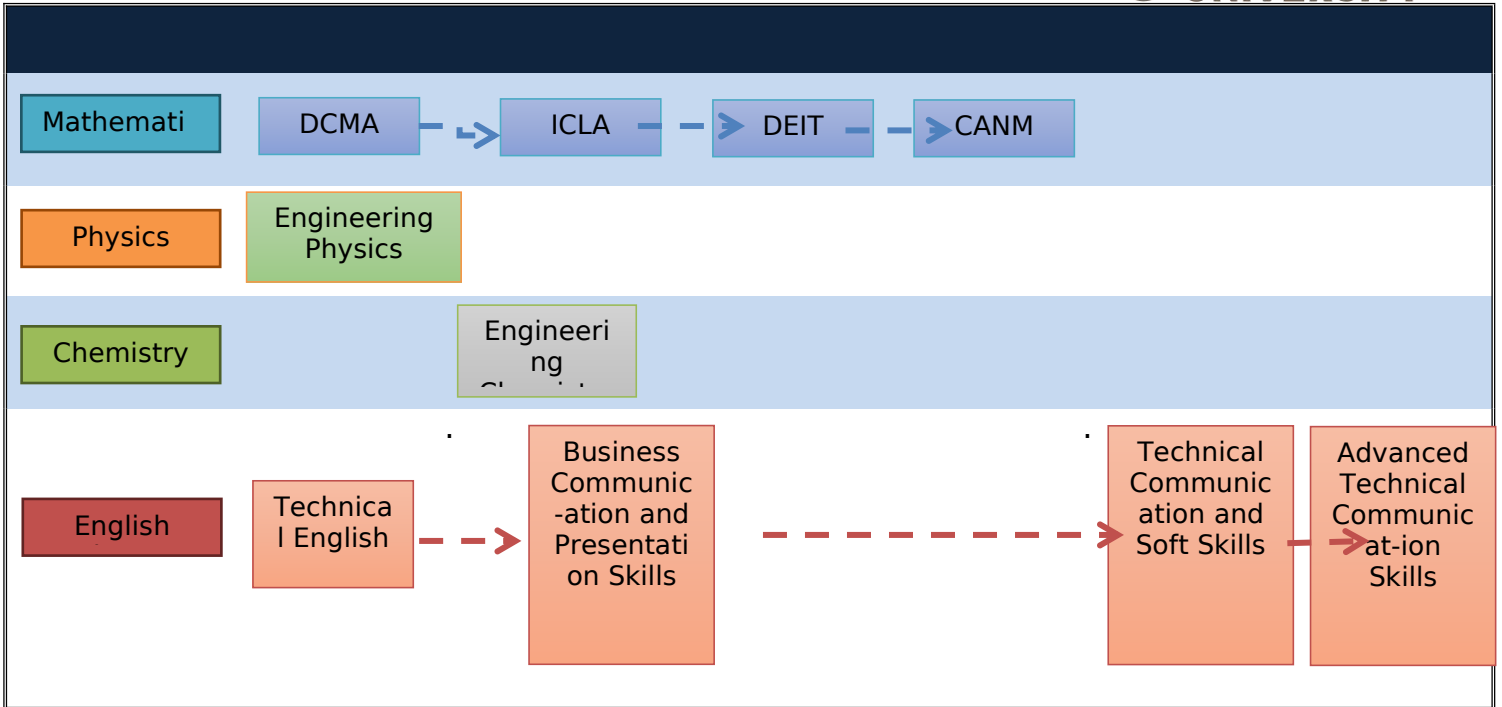 Mathemati
DCMA
ICLA
DEIT
CANM
Physics
Engineering
Physics
Chemistry
Engineeri
ng
English
Technica
l English
.
Business
Communic
-ation and
Presentati
on Skills
.
Technical
Communic
ation and
Soft Skills
Advanced
Technical
Communic
at-ion
Skills